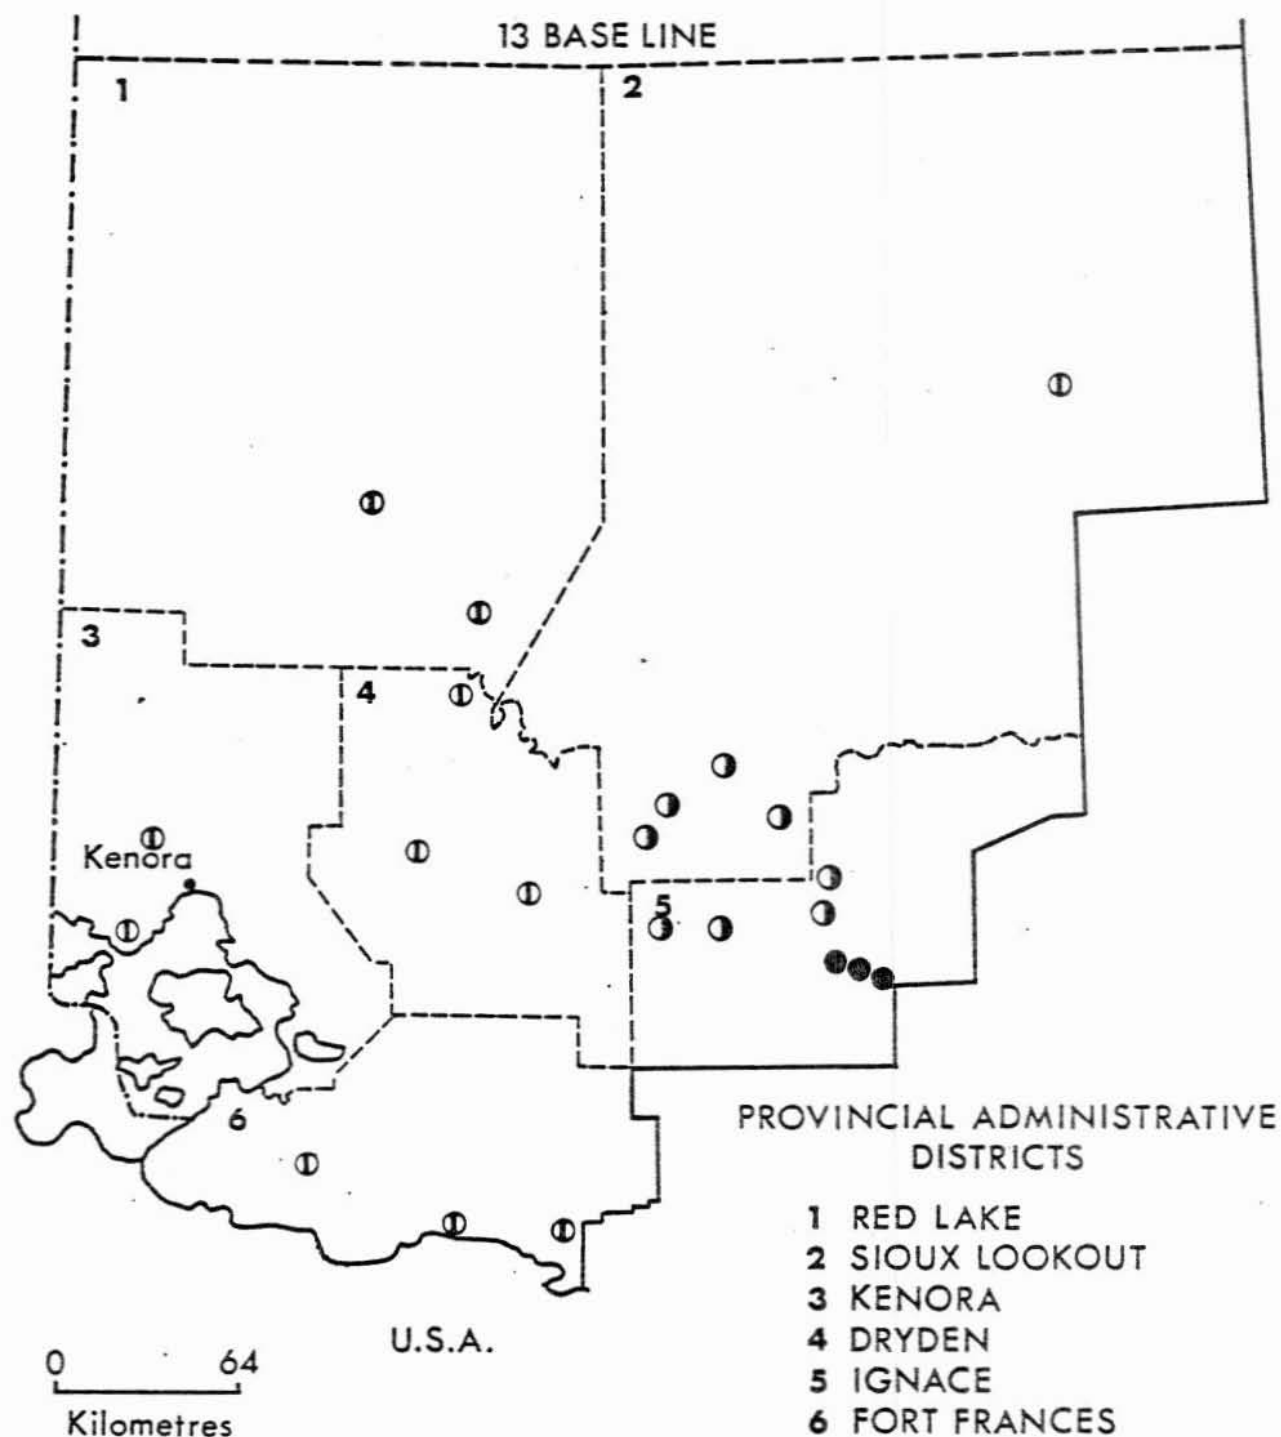 13 BASE LINE
1
2
3
4
Kenora
5
6
PROVINCIAL ADMINISTRATIVE
DISTRICTS
1 RED LAKE
2 SIOUX LOOKOUT
3 KENORA
4 DRYDEN
5 IGNACE
6 FORT FRANCES
U.S.A.
0 64
Kilometres